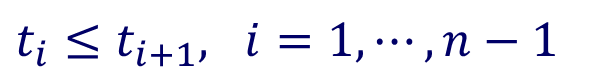 tᵢ ≤ tᵢ₊₁, i = 1,⋯,n − 1